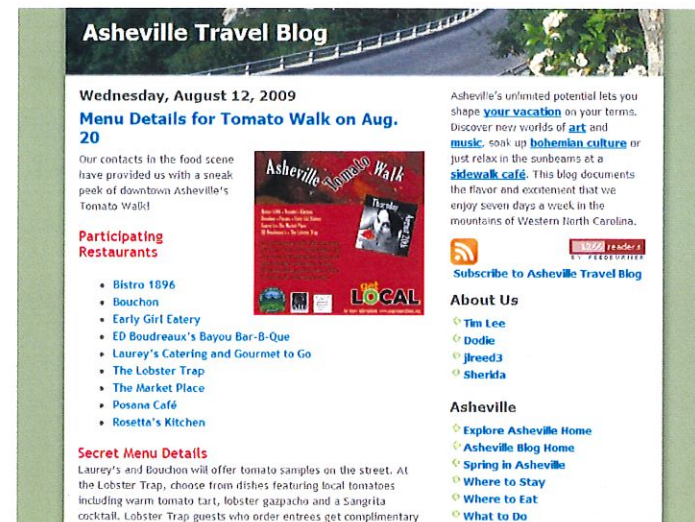 Asheville Travel Blog
Wednesday, August 12, 2009
Menu Details for Tomato Walk on Aug.
20
Our contacts in the food scene
have provided us with a sneak
peek of downtown Asheville's
Tomato Walk!
Asheville Tomato Walk
Thursday
August 20th
get
LOCAL
Participating
Restaurants
• Bistro 1896
• Bouchon
• Early Girl Eatery
• ED Boudreaux's Bayou Bar-B-Que
• Laurey's Catering and Gourmet to Go
• The Lobster Trap
• The Market Place
• Posana Café
• Rosetta's Kitchen
Secret Menu Details
Laurey's and Bouchon will offer tomato samples on the street. At
the Lobster Trap, choose from dishes featuring local tomatoes
including warm tomato tart, lobster gazpacho and a Sangrita
cocktail. Lobster Trap guests who order entrees get complimentary
Asheville's unlimited potential lets you
shape your vacation on your terms.
Discover new worlds of art and
music, soak up bohemian culture or
just relax in the sunbeams at a
sidewalk café. This blog documents
the flavor and excitement that we
enjoy seven days a week in the
mountains of Western North Carolina.
readers
BY FEEDBURNER
Subscribe to Asheville Travel Blog
About Us
Tim Lee
Dodie
jlreed3
Sherida
Asheville
Explore Asheville Home
Asheville Blog Home
Spring in Asheville
Where to Stay
Where to Eat
What to Do